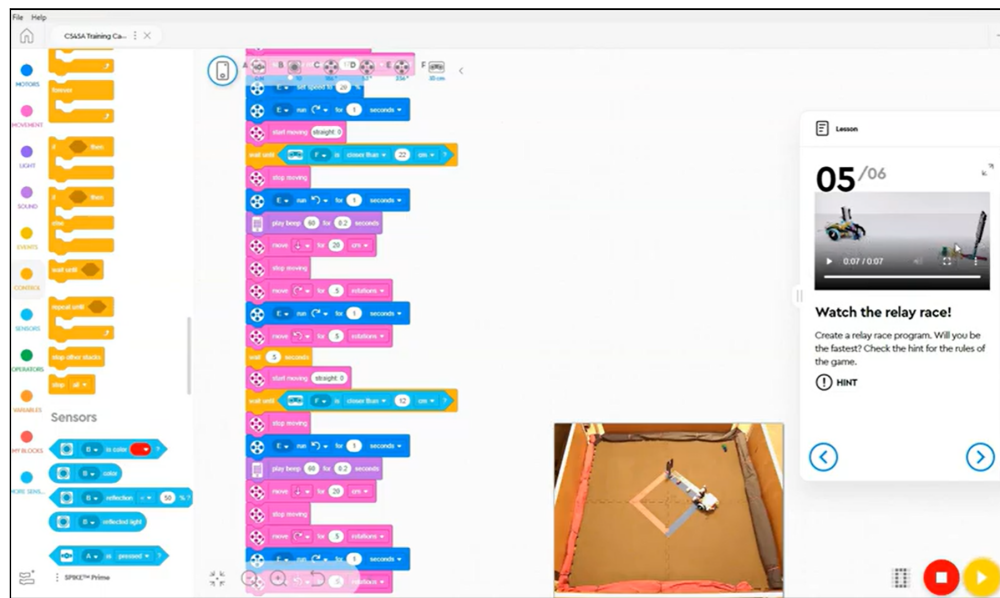 File Help
CS4SA Training Ca...
MOTORS
MOVEMENT
LIGHT
SOUND
EVENTS
CONTROL
SENSORS
OPERATORS
VARIABLES
MY BLOCKS
MORE SENS...
forever
if then
if then
else
wait until
repeat until
stop other stacks
stop all
Sensors
B is color ?
B color
B reflection < 50 % ?
B reflected light
A is pressed ?
SPIKE™ Prime
A B C D E F
E set speed to 20 %
E run for 1 seconds
start moving straight: 0
wait until F is closer than 22 cm ?
stop moving
E run for 1 seconds
play beep 60 for 0.2 seconds
move for 20 cm
stop moving
move for .5 rotations
E run for 1 seconds
move for .5 rotations
wait .5 seconds
start moving straight: 0
wait until F is closer than 12 cm ?
stop moving
E run for 1 seconds
play beep 60 for 0.2 seconds
move for 20 cm
stop moving
move for .5 rotations
E run for 1 seconds
.5 rotations
Lesson
05/06
0:07 / 0:07
Watch the relay race!
Create a relay race program. Will you be
the fastest? Check the hint for the rules of
the game.
HINT